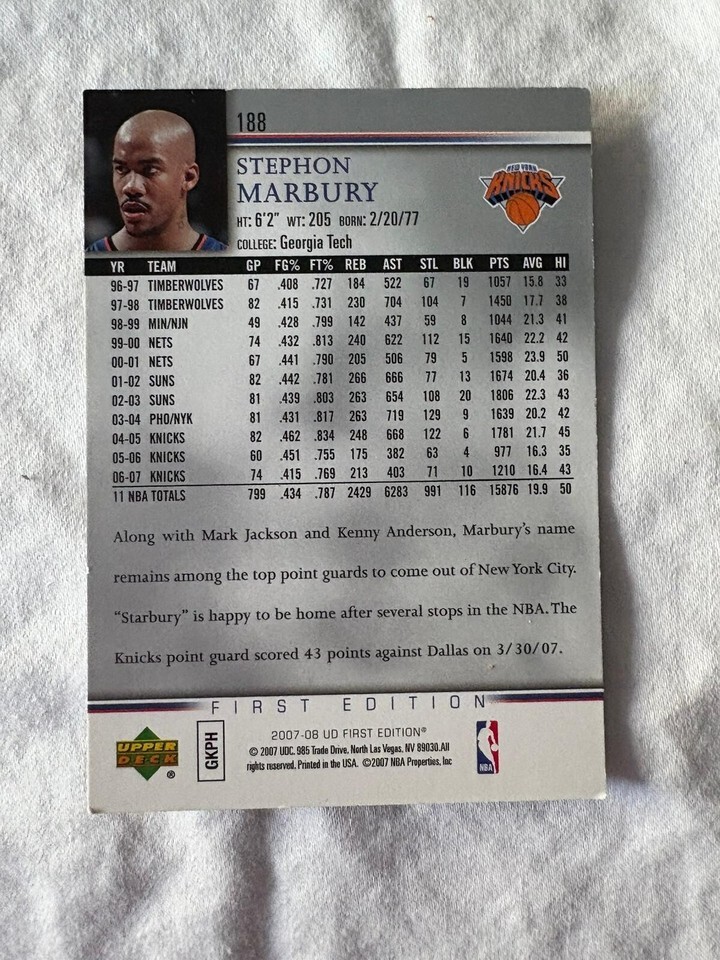 188
STEPHON
MARBURY
NEW YORK
KNICKS
HT: 6'2" WT: 205 BORN: 2/20/77
COLLEGE: Georgia Tech
YR TEAM GP FG% FT% REB AST STL BLK PTS AVG HI
96-97 TIMBERWOLVES 67 .408 .727 184 522 67 19 1057 15.8 33
97-98 TIMBERWOLVES 82 .415 .731 230 704 104 7 1450 17.7 38
98-99 MIN/NJN 49 .428 .799 142 437 59 8 1044 21.3 41
99-00 NETS 74 .432 .813 240 622 112 15 1640 22.2 42
00-01 NETS 67 .441 .790 205 506 79 5 1598 23.9 50
01-02 SUNS 82 .442 .781 266 666 77 13 1674 20.4 36
02-03 SUNS 81 .439 .803 263 654 108 20 1806 22.3 43
03-04 PHO/NYK 81 .431 .817 263 719 129 9 1639 20.2 42
04-05 KNICKS 82 .462 .834 248 668 122 6 1781 21.7 45
05-06 KNICKS 60 .451 .755 175 382 63 4 977 16.3 35
06-07 KNICKS 74 .415 .769 213 403 71 10 1210 16.4 43
11 NBA TOTALS 799 .434 .787 2429 6283 991 116 15876 19.9 50
Along with Mark Jackson and Kenny Anderson, Marbury's name
remains among the top point guards to come out of New York City.
"Starbury" is happy to be home after several stops in the NBA. The
Knicks point guard scored 43 points against Dallas on 3/30/07.
FIRST EDITION
UPPER
DECK
®
GKPH
2007-08 UD FIRST EDITION®
© 2007 UDC. 985 Trade Drive, North Las Vegas, NV 89030. All
rights reserved. Printed in the USA. ©2007 NBA Properties, Inc
NBA